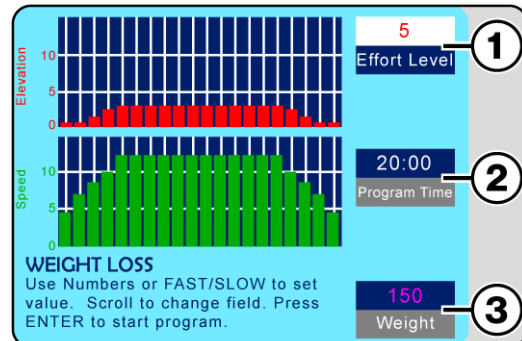 Elevation
10
5
0
5
Effort Level
1
Speed
10
5
0
20:00
Program Time
2
WEIGHT LOSS
Use Numbers or FAST/SLOW to set
value. Scroll to change field. Press
ENTER to start program.
150
Weight
3